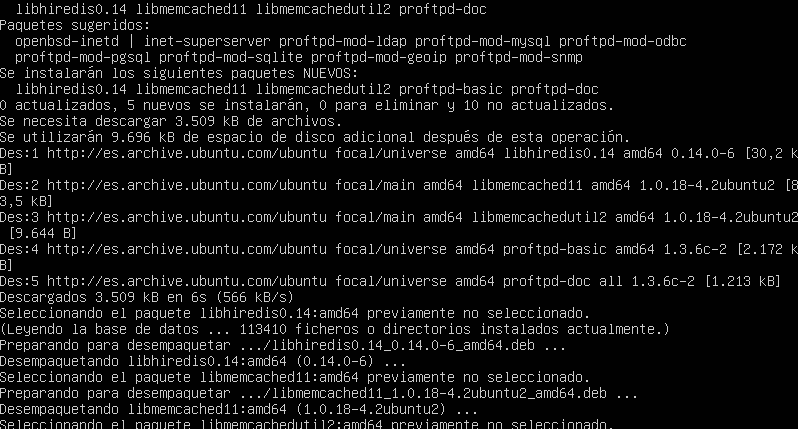 libhiredis0.14 libmemcached11 libmemcachedutil2 proftpd-doc
Paquetes sugeridos:
openbsd-inetd | inet-superserver proftpd-mod-ldap proftpd-mod-mysql proftpd-mod-odbc
proftpd-mod-pgsql proftpd-mod-sqlite proftpd-mod-geoip proftpd-mod-snmp
Se instalarán los siguientes paquetes NUEVOS:
libhiredis0.14 libmemcached11 libmemcachedutil2 proftpd-basic proftpd-doc
0 actualizados, 5 nuevos se instalarán, 0 para eliminar y 10 no actualizados.
Se necesita descargar 3.509 kB de archivos.
Se utilizarán 9.696 kB de espacio de disco adicional después de esta operación.
Des:1 http://es.archive.ubuntu.com/ubuntu focal/universe amd64 libhiredis0.14 amd64 0.14.0-6 [30,2 k
B]
Des:2 http://es.archive.ubuntu.com/ubuntu focal/main amd64 libmemcached11 amd64 1.0.18-4.2ubuntu2 [8
3,5 kB]
Des:3 http://es.archive.ubuntu.com/ubuntu focal/main amd64 libmemcachedutil2 amd64 1.0.18-4.2ubuntu2
[9.644 B]
Des:4 http://es.archive.ubuntu.com/ubuntu focal/universe amd64 proftpd-basic amd64 1.3.6c-2 [2.172 k
B]
Des:5 http://es.archive.ubuntu.com/ubuntu focal/universe amd64 proftpd-doc all 1.3.6c-2 [1.213 kB]
Descargados 3.509 kB en 6s (566 kB/s)
Seleccionando el paquete libhiredis0.14:amd64 previamente no seleccionado.
(Leyendo la base de datos ... 113410 ficheros o directorios instalados actualmente.)
Preparando para desempaquetar .../libhiredis0.14_0.14.0-6_amd64.deb ...
Desempaquetando libhiredis0.14:amd64 (0.14.0-6) ...
Seleccionando el paquete libmemcached11:amd64 previamente no seleccionado.
Preparando para desempaquetar .../libmemcached11_1.0.18-4.2ubuntu2_amd64.deb ...
Desempaquetando libmemcached11:amd64 (1.0.18-4.2ubuntu2) ...
Seleccionando el paquete libmemcachedutil2:amd64 previamente no seleccionado.